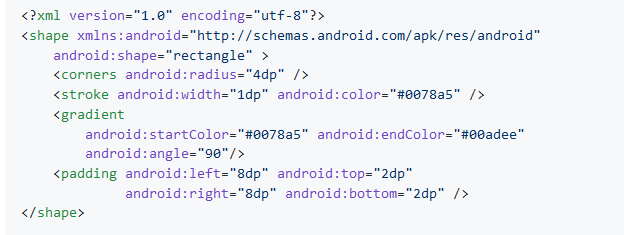 <?xml version="1.0" encoding="utf-8"?>
<shape xmlns:android="http://schemas.android.com/apk/res/android"
    android:shape="rectangle" >
    <corners android:radius="4dp" />
    <stroke android:width="1dp" android:color="#0078a5" />
    <gradient
        android:startColor="#0078a5" android:endColor="#00adee"
        android:angle="90"/>
    <padding android:left="8dp" android:top="2dp"
             android:right="8dp" android:bottom="2dp" />
</shape>